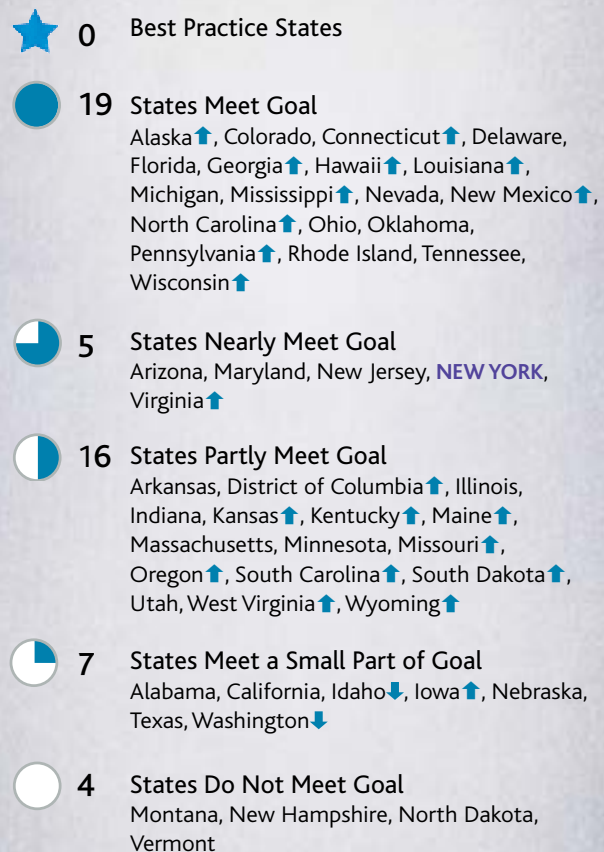 0 Best Practice States
19 States Meet Goal
Alaska⬆, Colorado, Connecticut⬆, Delaware,
Florida, Georgia⬆, Hawaii⬆, Louisiana⬆,
Michigan, Mississippi⬆, Nevada, New Mexico⬆,
North Carolina⬆, Ohio, Oklahoma,
Pennsylvania⬆, Rhode Island, Tennessee,
Wisconsin⬆
5 States Nearly Meet Goal
Arizona, Maryland, New Jersey, NEW YORK,
Virginia⬆
16 States Partly Meet Goal
Arkansas, District of Columbia⬆, Illinois,
Indiana, Kansas⬆, Kentucky⬆, Maine⬆,
Massachusetts, Minnesota, Missouri⬆,
Oregon⬆, South Carolina⬆, South Dakota⬆,
Utah, West Virginia⬆, Wyoming⬆
7 States Meet a Small Part of Goal
Alabama, California, Idaho⬇, Iowa⬆, Nebraska,
Texas, Washington⬇
4 States Do Not Meet Goal
Montana, New Hampshire, North Dakota,
Vermont